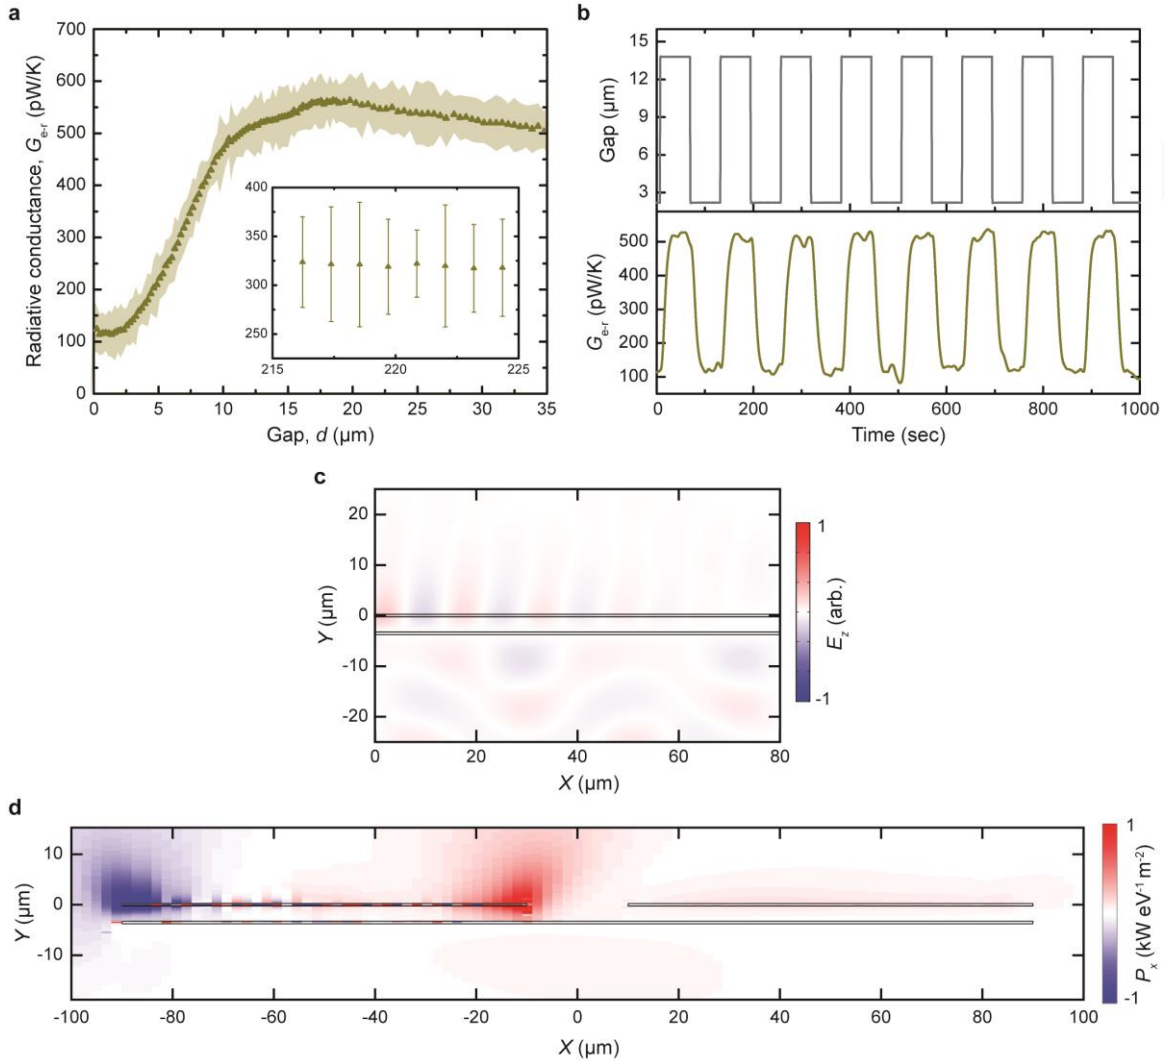 a
700
600
500
400
300
200
100
0
Radiative conductance, G_e-r (pW/K)
0 5 10 15 20 25 30 35
Gap, d (µm)
400
350
300
250
215 220 225
b
15
12
9
6
3
Gap (µm)
500
400
300
200
100
G_e-r (pW/K)
0 200 400 600 800 1000
Time (sec)
c
20
10
0
-10
-20
Y (µm)
0 20 40 60 80
X (µm)
1
-1
E_z (arb.)
d
10
0
-10
Y (µm)
-100 -80 -60 -40 -20 0 20 40 60 80 100
X (µm)
1
-1
P_x (kW eV⁻¹ m⁻²)